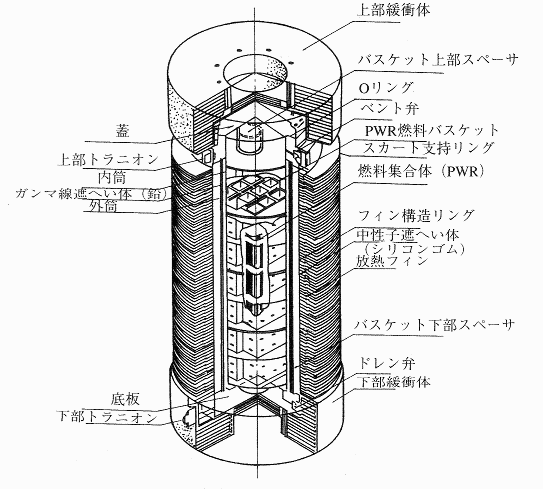 上部緩衝体
バスケット上部スペーサ
Oリング
ベント弁
PWR燃料バスケット
スカート支持リング
燃料集合体（PWR）
フィン構造リング
中性子遮へい体
（シリコンゴム）
放熱フィン
バスケット下部スペーサ
ドレン弁
下部緩衝体
蓋
上部トラニオン
内筒
ガンマ線遮へい体（鉛）
外筒
底板
下部トラニオン